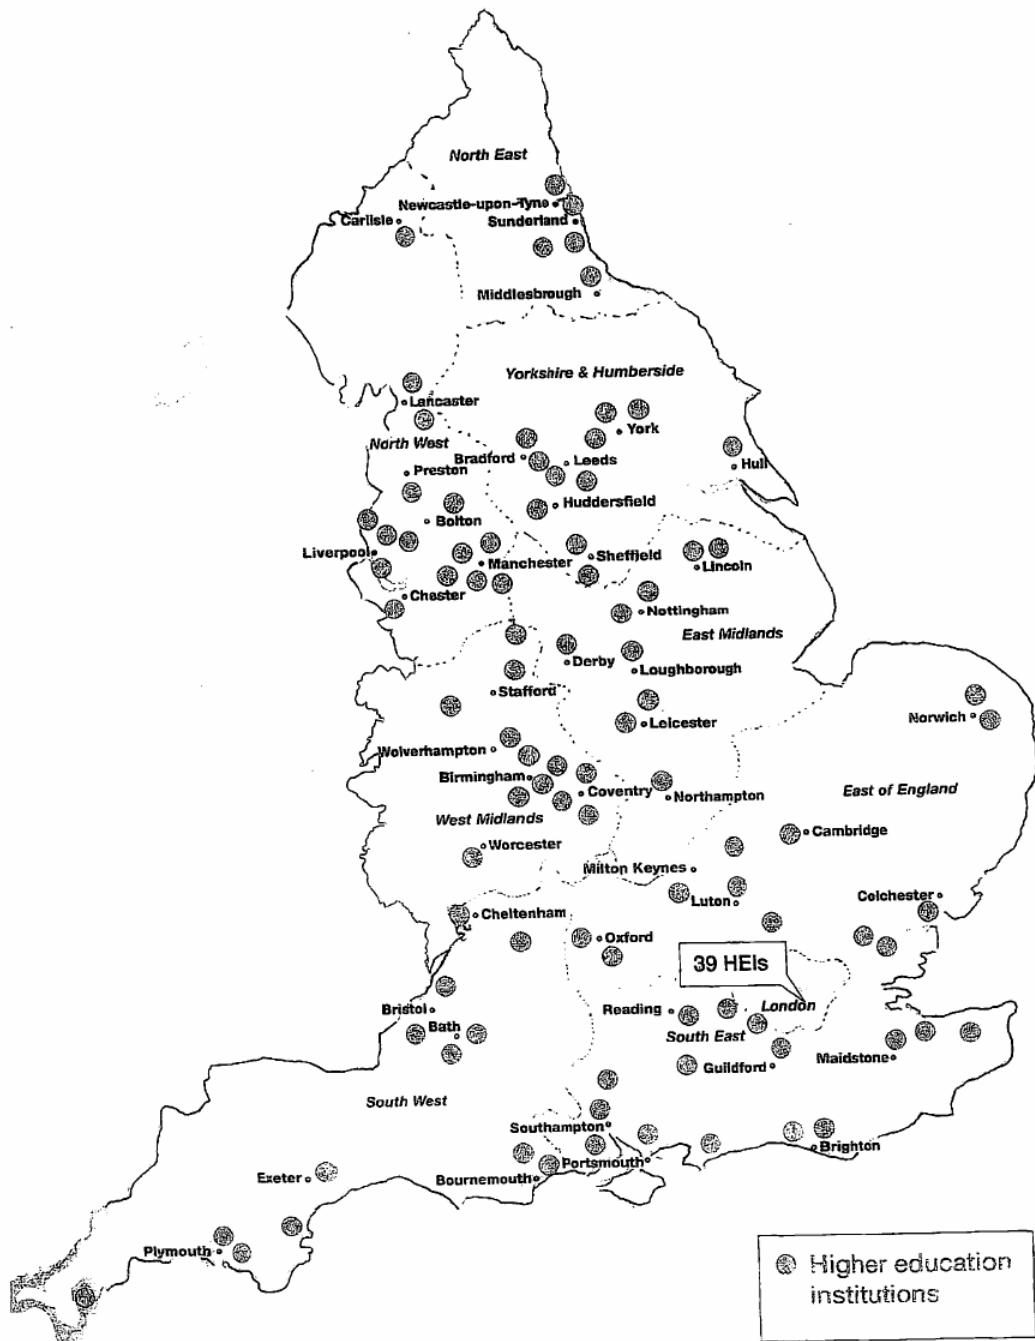 North East
Newcastle-upon-Tyne
Carlisle
Sunderland
Middlesbrough
Yorkshire & Humberside
Lancaster
York
North West
Bradford
Leeds
Hull
Preston
Huddersfield
Bolton
Liverpool
Manchester
Sheffield
Lincoln
Chester
Nottingham
East Midlands
Derby
Loughborough
Stafford
Leicester
Norwich
Wolverhampton
Birmingham
Coventry
Northampton
East of England
West Midlands
Cambridge
Worcester
Milton Keynes
Luton
Colchester
Cheltenham
Oxford
39 HEIs
Bristol
Reading
London
Bath
South East
Guildford
Maidstone
South West
Southampton
Brighton
Portsmouth
Exeter
Bournemouth
Plymouth
Higher education
institutions